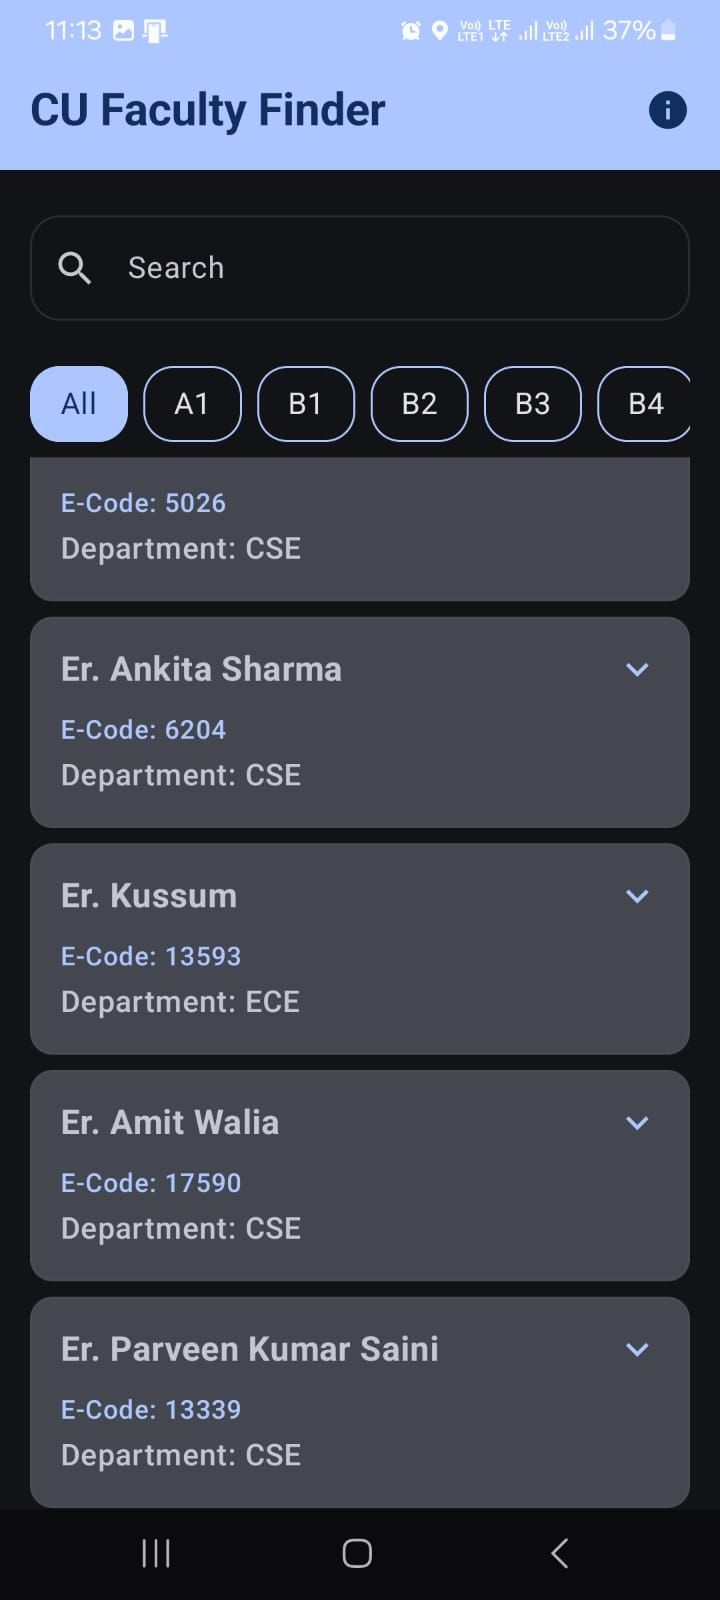 11:13 Vo)) LTE1 LTE Vo)) LTE2 37%
CU Faculty Finder
Search
All A1 B1 B2 B3 B4
E-Code: 5026
Department: CSE
Er. Ankita Sharma
E-Code: 6204
Department: CSE
Er. Kussum
E-Code: 13593
Department: ECE
Er. Amit Walia
E-Code: 17590
Department: CSE
Er. Parveen Kumar Saini
E-Code: 13339
Department: CSE